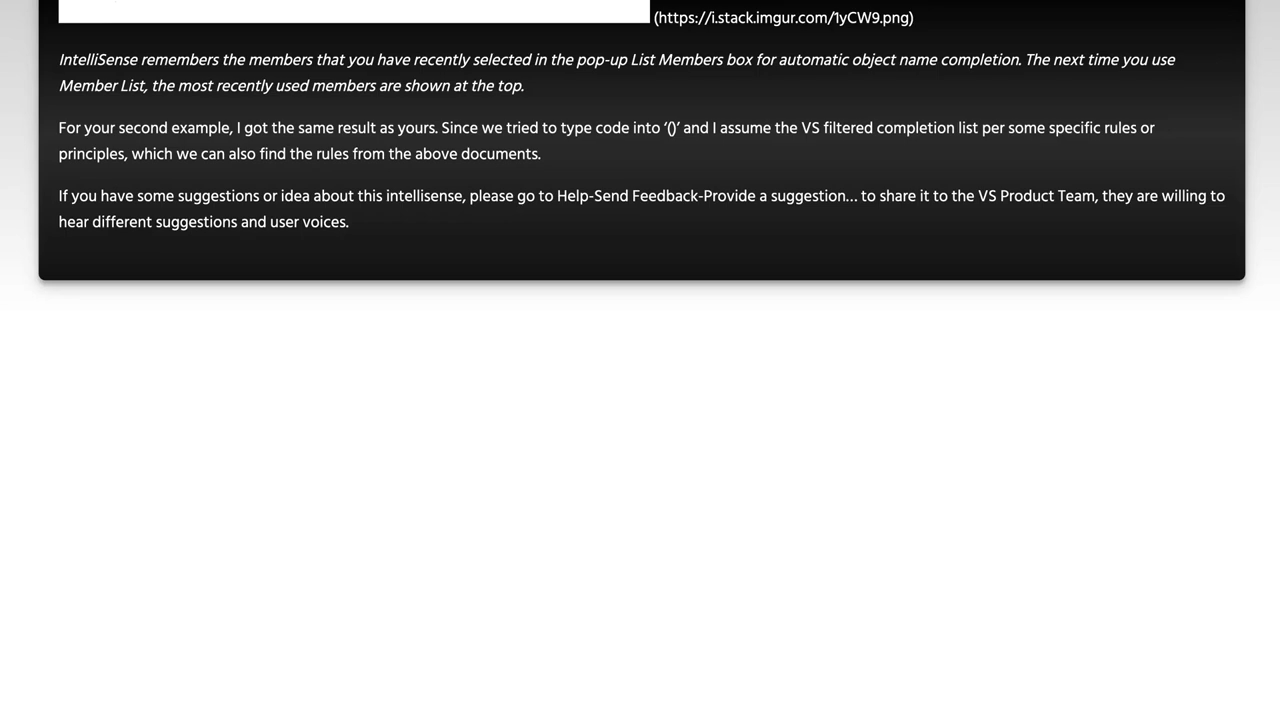 (https://i.stack.imgur.com/1yCW9.png)
IntelliSense remembers the members that you have recently selected in the pop-up List Members box for automatic object name completion. The next time you use
Member List, the most recently used members are shown at the top.
For your second example, I got the same result as yours. Since we tried to type code into ‘()’ and I assume the VS filtered completion list per some specific rules or
principles, which we can also find the rules from the above documents.
If you have some suggestions or idea about this intellisense, please go to Help-Send Feedback-Provide a suggestion… to share it to the VS Product Team, they are willing to
hear different suggestions and user voices.